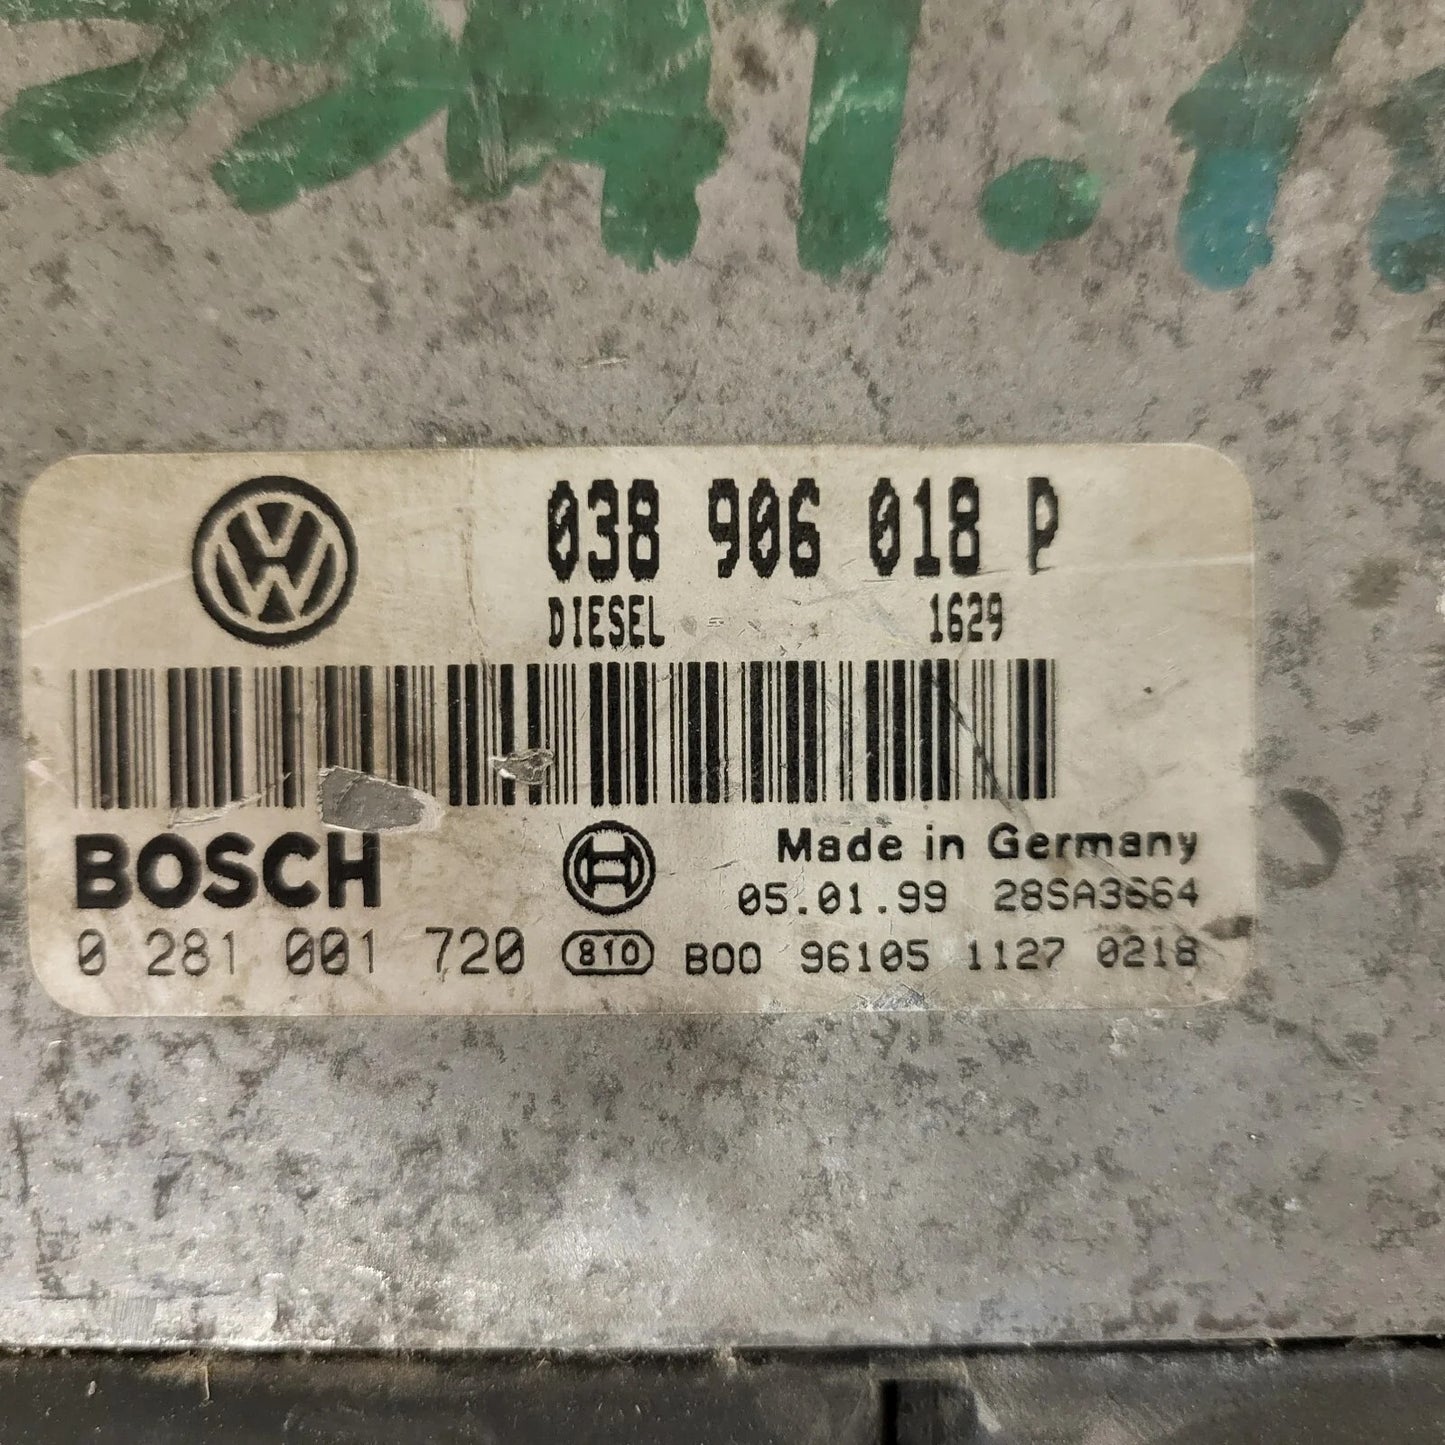 038 906 018 P
DIESEL 1629
BOSCH Made in Germany
05.01.99 28SA3664
0 281 001 720 810 B00 96105 1127 0218